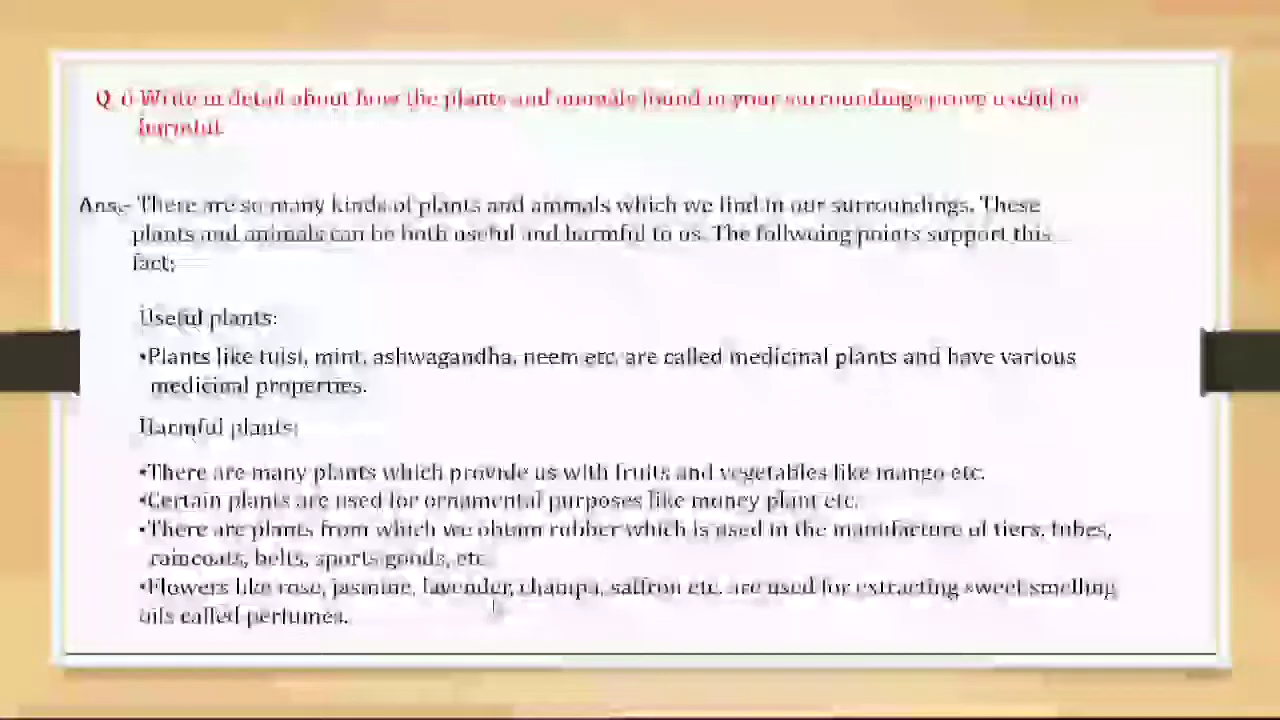 Q 6 Write in detail about how the plants and animals found in your surroundings prove useful or
harmful.
Ans:- There are so many kinds of plants and animals which we find in our surroundings. These
plants and animals can be both useful and harmful to us. The follwoing points support this
fact:
Useful plants:
•Plants like tulsi, mint, ashwagandha, neem etc. are called medicinal plants and have various
medicinal properties.
Harmful plants:
•There are many plants which provide us with fruits and vegetables like mango etc.
•Certain plants are used for ornamental purposes like money plant etc.
•There are plants from which we obtain rubber which is used in the manufacture of tiers, tubes,
raincoats, belts, sports goods, etc.
•Flowers like rose, jasmine, lavender, champa, saffron etc. are used for extracting sweet smelling
oils called perfumes.